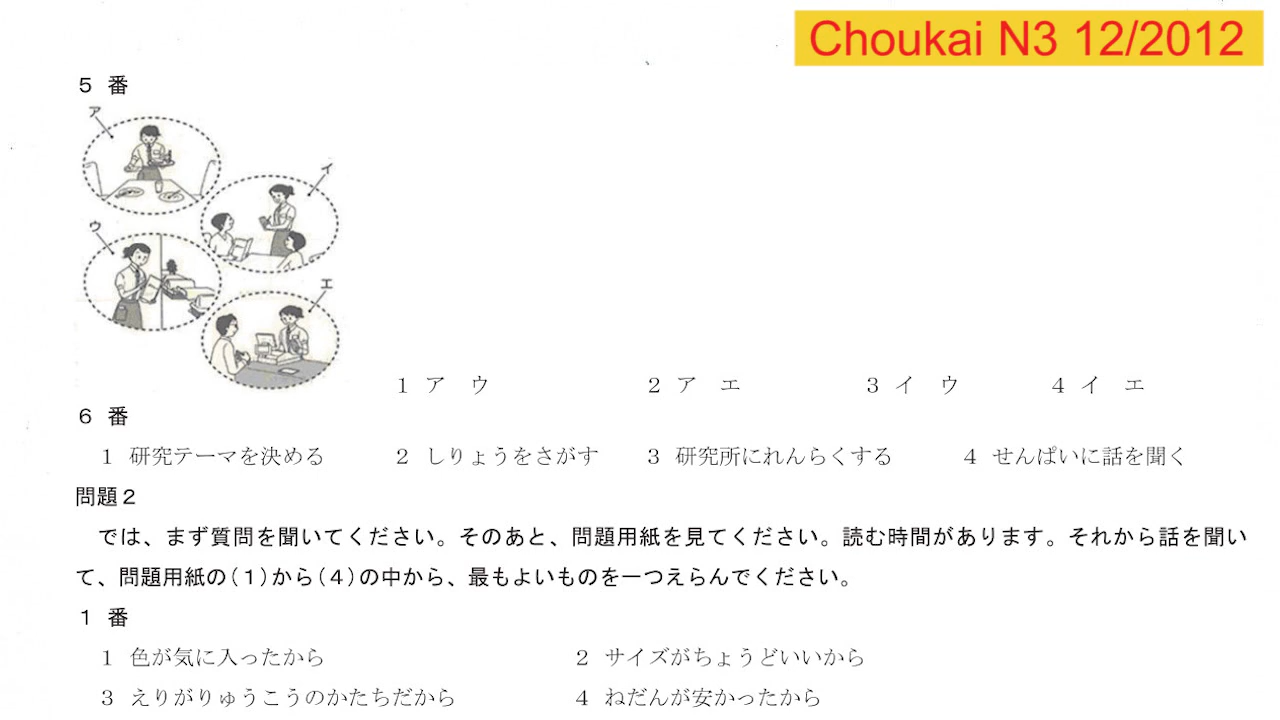 Choukai N3 12/2012
5 番
ア
イ
ウ
エ
1 ア ウ 2 ア エ 3 イ ウ 4 イ エ
6 番
1 研究テーマを決める 2 しりょうをさがす 3 研究所にれんらくする 4 せんぱいに話を聞く
問題2
では、まず質問を聞いてください。そのあと、問題用紙を見てください。読む時間があります。それから話を聞い
て、問題用紙の(1)から(4)の中から、最もよいものを一つえらんでください。
1 番
1 色が気に入ったから 2 サイズがちょうどいいから
3 えりがりゅうこうのかたちだから 4 ねだんが安かったから